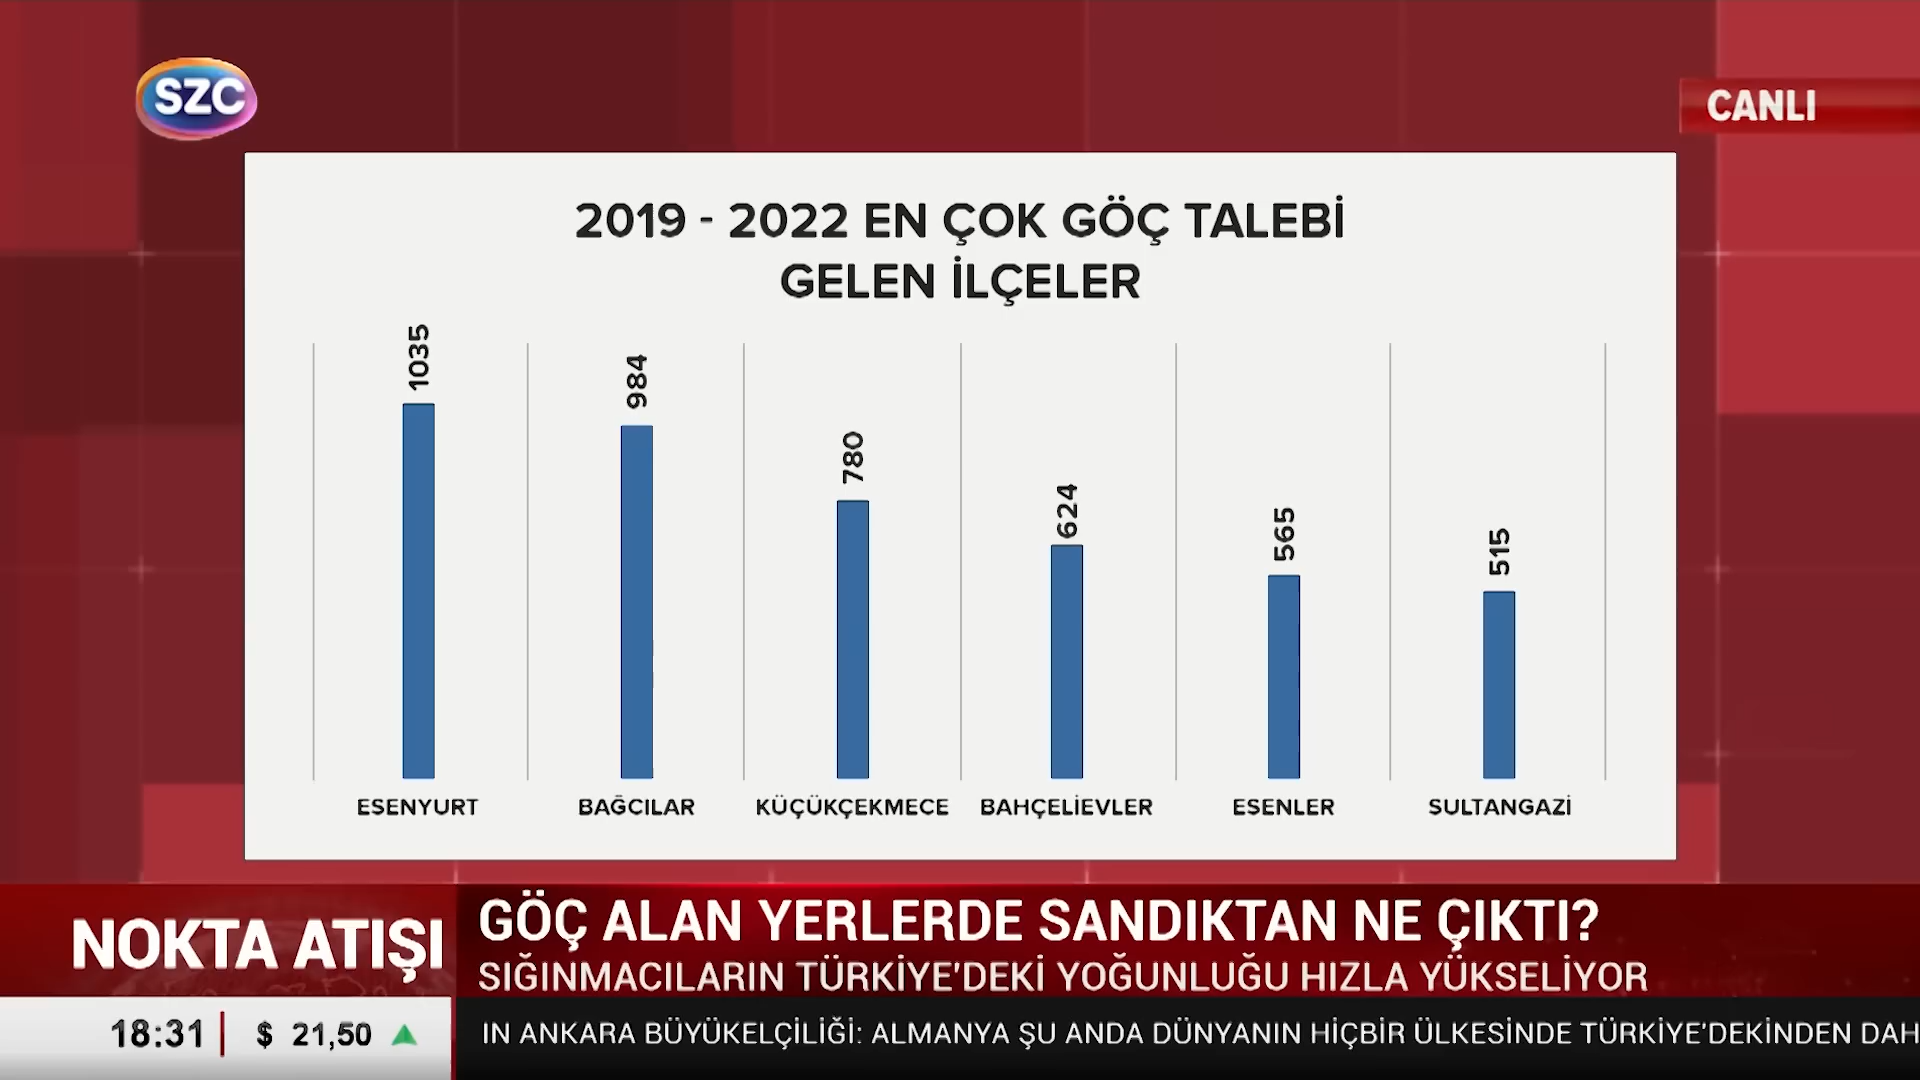 SZC
CANLI
2019 - 2022 EN ÇOK GÖÇ TALEBİ
GELEN İLÇELER
1035
984
780
624
565
515
ESENYURT
BAĞCILAR
KÜÇÜKÇEKMECE
BAHÇELİEVLER
ESENLER
SULTANGAZİ
NOKTA ATIŞI
GÖÇ ALAN YERLERDE SANDIKTAN NE ÇIKTI?
SIĞINMACILARIN TÜRKİYE'DEKİ YOĞUNLUĞU HIZLA YÜKSELİYOR
18:31
$ 21,50
IN ANKARA BÜYÜKELÇİLİĞİ: ALMANYA ŞU ANDA DÜNYANIN HİÇBİR ÜLKESİNDE TÜRKİYE'DEKİNDEN DAH